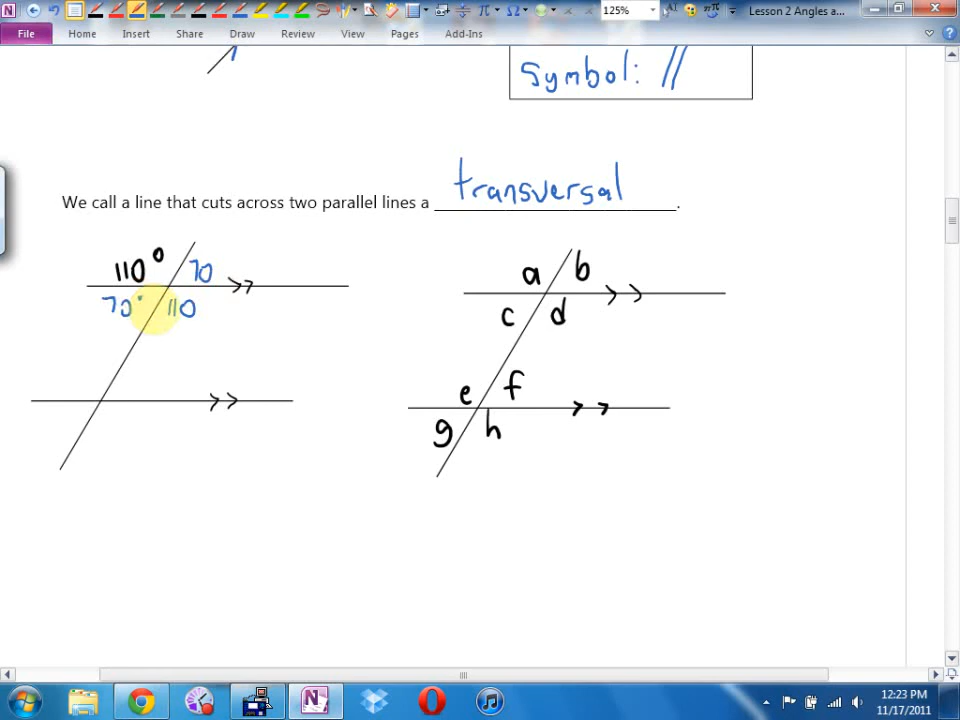 125%
Lesson 2 Angles a...
File Home Insert Share Draw Review View Pages Add-Ins
Symbol: //
We call a line that cuts across two parallel lines a transversal.
110° 70
70° 110
a b
c d
e f
g h
12:23 PM
11/17/2011